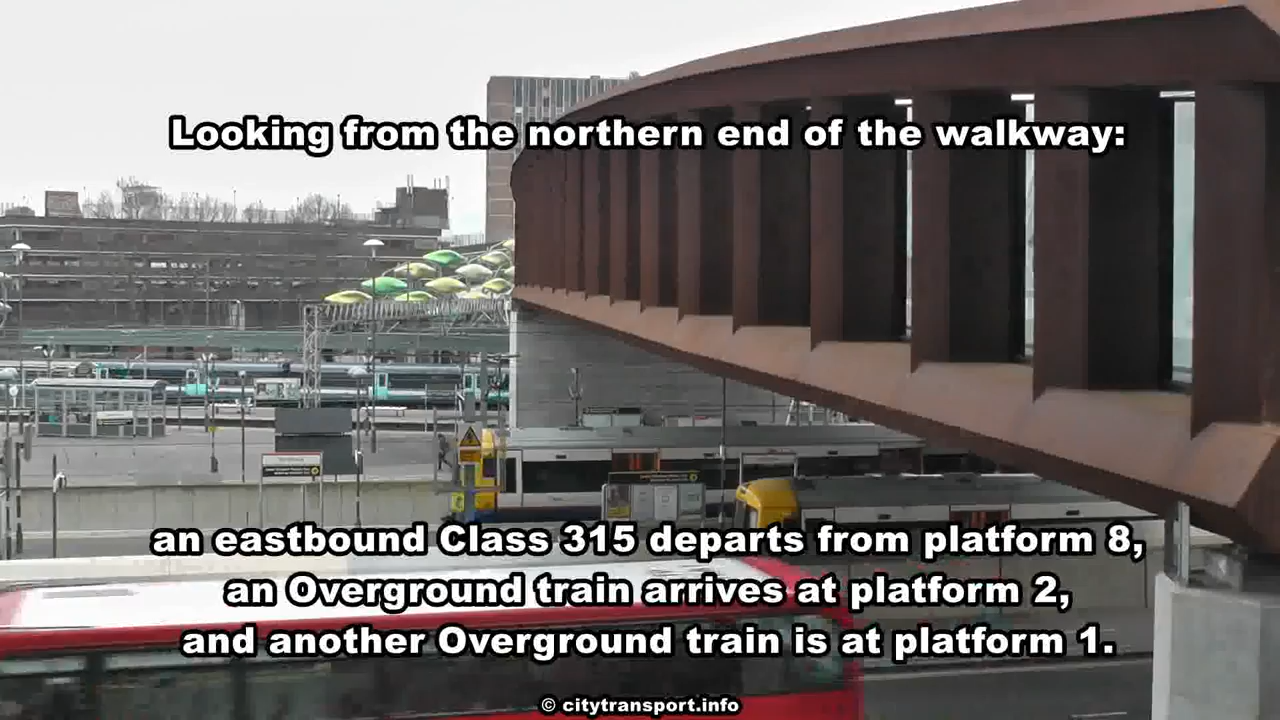 Looking from the northern end of the walkway:
an eastbound Class 315 departs from platform 8,
an Overground train arrives at platform 2,
and another Overground train is at platform 1.
© citytransport.info